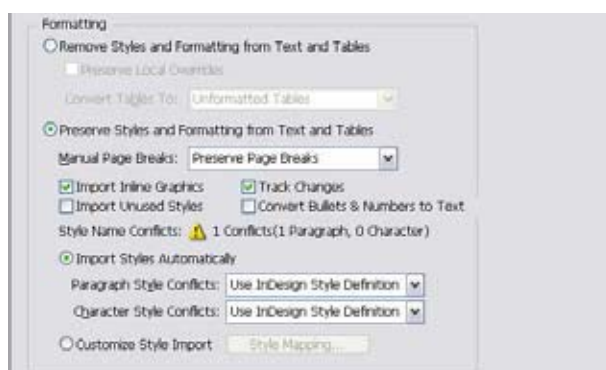 Formatting
Remove Styles and Formatting from Text and Tables
Preserve Local Overrides
Convert Tables To: Unformatted Tables
Preserve Styles and Formatting from Text and Tables
Manual Page Breaks: Preserve Page Breaks
Import Inline Graphics Track Changes
Import Unused Styles Convert Bullets & Numbers to Text
Style Name Conflicts: 1 Conflicts(1 Paragraph, 0 Character)
Import Styles Automatically
Paragraph Style Conflicts: Use InDesign Style Definition
Character Style Conflicts: Use InDesign Style Definition
Customize Style Import Style Mapping...